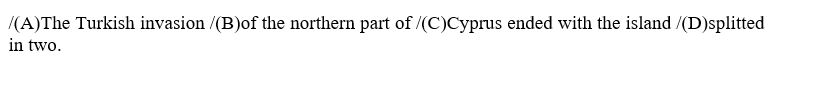 /(A)The Turkish invasion /(B)of the northern part of /(C)Cyprus ended with the island /(D)splitted
in two.